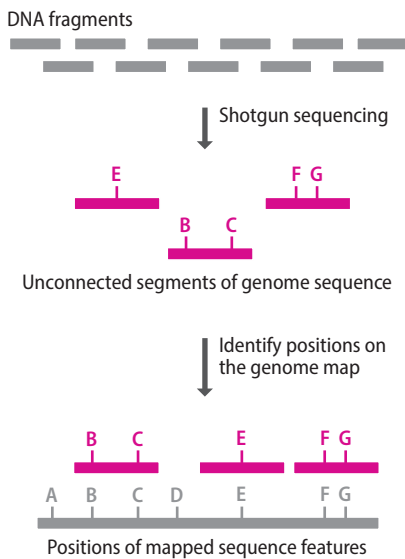 DNA fragments
Shotgun sequencing
E
F G
B C
Unconnected segments of genome sequence
Identify positions on
the genome map
B C E F G
A B C D E F G
Positions of mapped sequence features